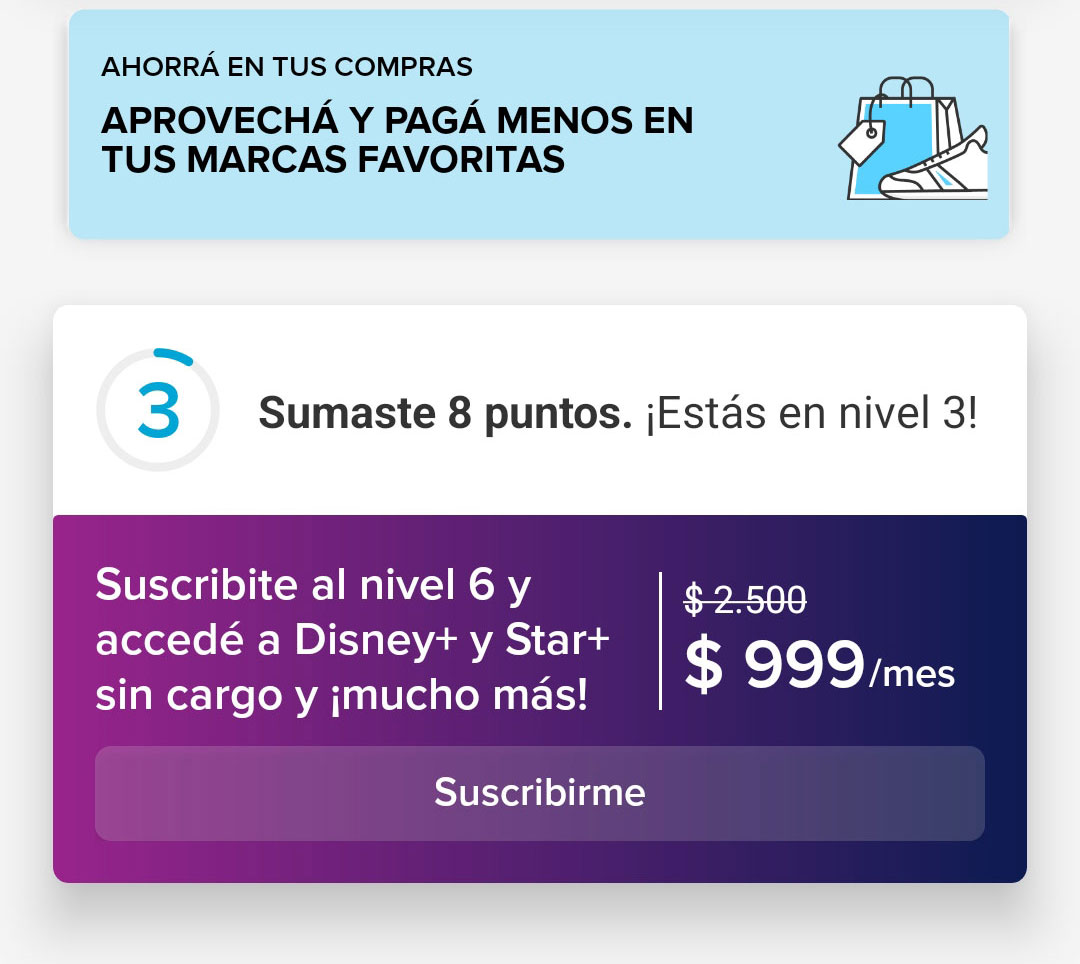 AHORRÁ EN TUS COMPRAS
APROVECHÁ Y PAGÁ MENOS EN
TUS MARCAS FAVORITAS
3
Sumaste 8 puntos. ¡Estás en nivel 3!
Suscribite al nivel 6 y
accedé a Disney+ y Star+
sin cargo y ¡mucho más!
$ 2.500
$ 999/mes
Suscribirme